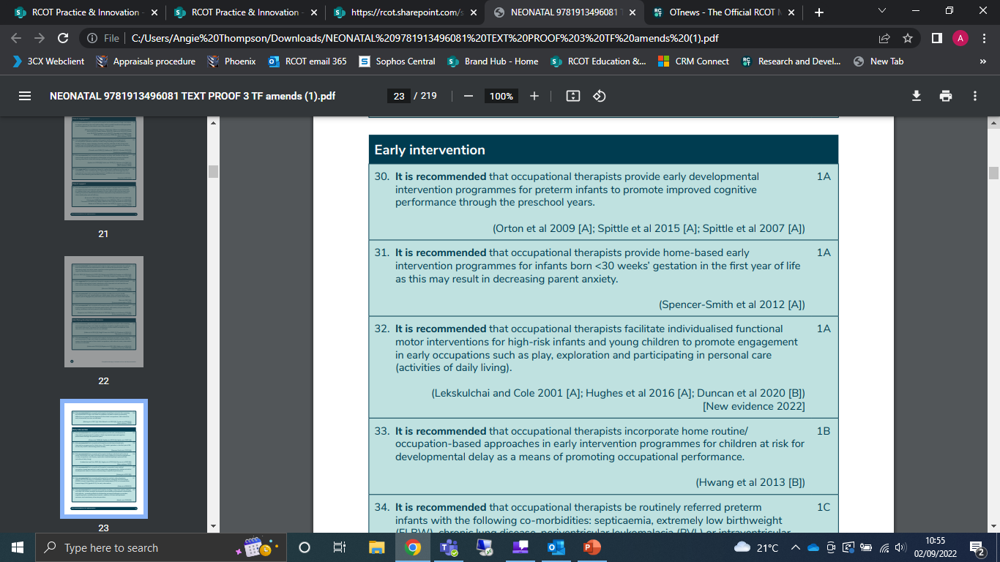 RCOT Practice & Innovation
RCOT Practice & Innovation
https://rcot.sharepoint.com/s
NEONATAL 9781913496081
OTnews - The Official RCOT M
File
C:/Users/Angie%20Thompson/Downloads/NEONATAL%209781913496081%20TEXT%20PROOF%203%20TF%20amends%20(1).pdf
A
3CX Webclient
Appraisals procedure
Phoenix
RCOT email 365
Sophos Central
Brand Hub - Home
RCOT Education &...
CRM Connect
Research and Devel...
New Tab
NEONATAL 9781913496081 TEXT PROOF 3 TF amends (1).pdf
23 / 219
100%
21
22
23
Early intervention
30. It is recommended that occupational therapists provide early developmental 1A
intervention programmes for preterm infants to promote improved cognitive
performance through the preschool years.
(Orton et al 2009 [A]; Spittle et al 2015 [A]; Spittle et al 2007 [A])
31. It is recommended that occupational therapists provide home-based early 1A
intervention programmes for infants born <30 weeks' gestation in the first year of life
as this may result in decreasing parent anxiety.
(Spencer-Smith et al 2012 [A])
32. It is recommended that occupational therapists facilitate individualised functional 1A
motor interventions for high-risk infants and young children to promote engagement
in early occupations such as play, exploration and participating in personal care
(activities of daily living).
(Lekskulchai and Cole 2001 [A]; Hughes et al 2016 [A]; Duncan et al 2020 [B])
[New evidence 2022]
33. It is recommended that occupational therapists incorporate home routine/ 1B
occupation-based approaches in early intervention programmes for children at risk for
developmental delay as a means of promoting occupational performance.
(Hwang et al 2013 [B])
34. It is recommended that occupational therapists be routinely referred preterm 1C
infants with the following co-morbidities: septicaemia, extremely low birthweight
(ELBW), chronic lung disease, periventricular leukomalacia (PVL) or intraventricular
Type here to search
21°C
10:55
02/09/2022
2